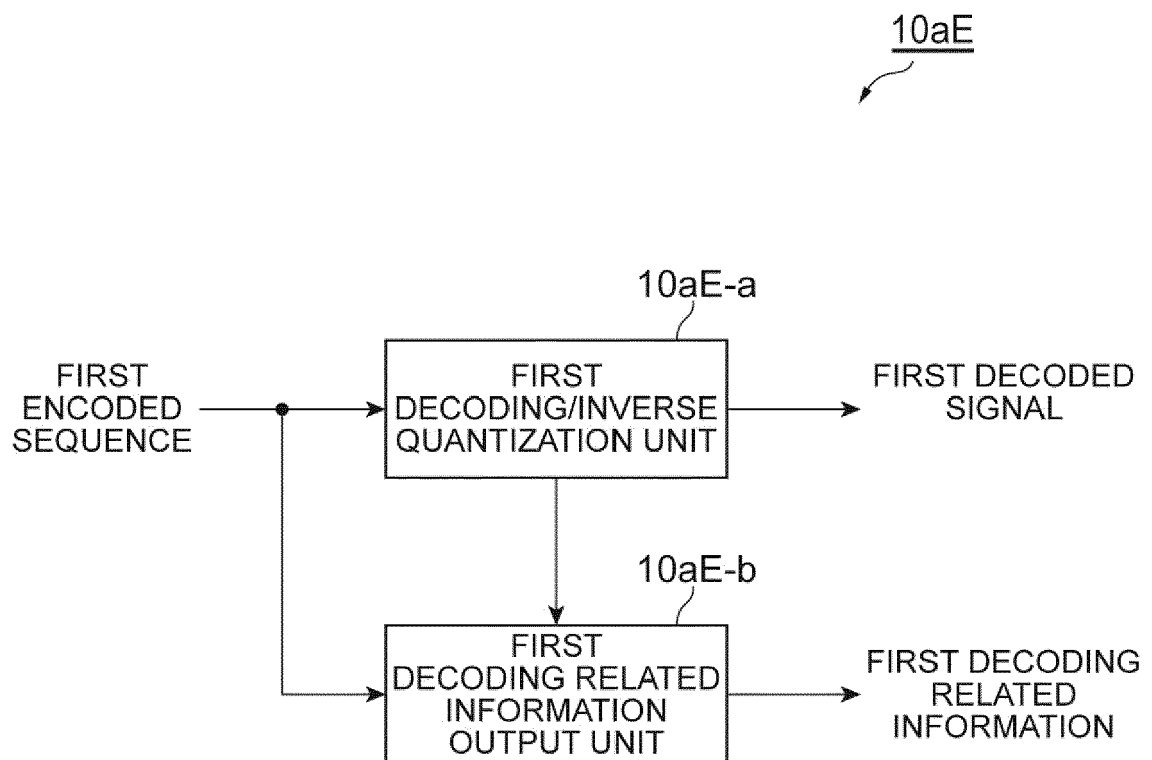 10aE
10aE-a
FIRST
ENCODED
SEQUENCE
FIRST
DECODING/INVERSE
QUANTIZATION UNIT
FIRST DECODED
SIGNAL
10aE-b
FIRST
DECODING RELATED
INFORMATION
OUTPUT UNIT
FIRST DECODING
RELATED
INFORMATION